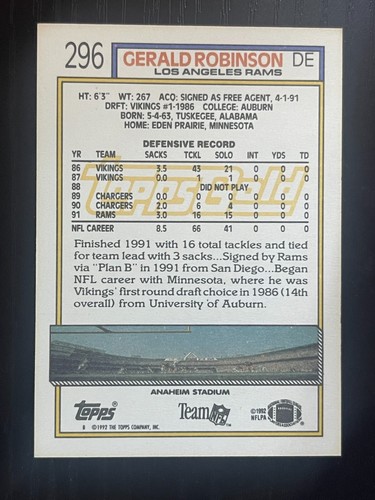 296 GERALD ROBINSON DE
LOS ANGELES RAMS
HT: 6'3" WT: 267 ACQ: SIGNED AS FREE AGENT, 4-1-91
DRFT: VIKINGS #1-1986 COLLEGE: AUBURN
BORN: 5-4-63, TUSKEGEE, ALABAMA
HOME: EDEN PRAIRIE, MINNESOTA
DEFENSIVE RECORD
YR TEAM SACKS TCKL SOLO INT YDS TD
86 VIKINGS 3.5 43 21 0 0 0
87 VIKINGS 0.0 1 1 0 0 0
88 DID NOT PLAY
Topps Gold
89 CHARGERS 0.0 0 0 0 0 0
90 CHARGERS 2.0 6 4 0 0 0
91 RAMS 3.0 16 15 0 0 0
NFL CAREER 8.5 66 41 0 0 0
Finished 1991 with 16 total tackles and tied
for team lead with 3 sacks...Signed by Rams
via "Plan B" in 1991 from San Diego...Began
NFL career with Minnesota, where he was
Vikings' first round draft choice in 1986 (14th
overall) from University of Auburn.
ANAHEIM STADIUM
Topps Team NFL ©1992
NFLPA
8 ©1992 THE TOPPS COMPANY, INC.